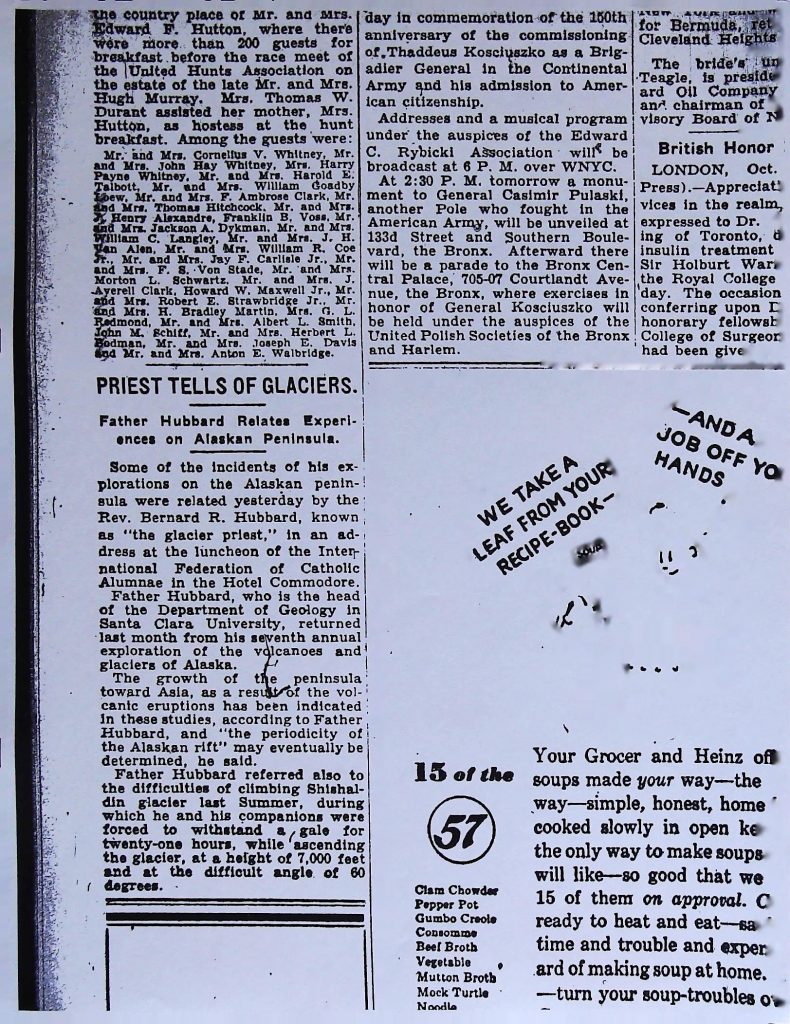 the country place of Mr. and Mrs.
Edward F. Hutton, where there
were more than 200 guests for
breakfast before the race meet of
the United Hunts Association on
the estate of the late Mr. and Mrs.
Hugh Murray. Mrs. Thomas W.
Durant assisted her mother, Mrs.
Hutton, as hostess at the hunt
breakfast. Among the guests were:
Mr. and Mrs. Cornelius V. Whitney, Mr.
and Mrs. John Hay Whitney, Mrs. Harry
Payne Whitney, Mr. and Mrs. Harold E.
Talbott, Mr. and Mrs. William Goadby
Loew, Mr. and Mrs. F. Ambrose Clark, Mr.
and Mrs. Thomas Hitchcock, Mr. and Mrs.
J. Henry Alexandre, Franklin B. Voss, Mr.
and Mrs. Jackson A. Dykman, Mr. and Mrs.
William C. Langley, Mr. and Mrs. J. H.
Van Alen, Mr. and Mrs. William R. Coe
Jr., Mr. and Mrs. Jay F. Carlisle Jr., Mr.
and Mrs. F. S. Von Stade, Mr. and Mrs.
Morton L. Schwartz, Mr. and Mrs. J.
Averell Clark, Howard W. Maxwell Jr., Mr.
and Mrs. Robert E. Strawbridge Jr., Mr.
and Mrs. H. Bradley Martin, Mrs. G. L.
Redmond, Mr. and Mrs. Albert L. Smith,
John M. Schiff, Mr. and Mrs. Herbert L.
Bodman, Mr. and Mrs. Joseph E. Davis
and Mr. and Mrs. Anton E. Walbridge.
PRIEST TELLS OF GLACIERS.
Father Hubbard Relates Experi-
ences on Alaskan Peninsula.
Some of the incidents of his ex-
plorations on the Alaskan penin-
sula were related yesterday by the
Rev. Bernard R. Hubbard, known
as "the glacier priest," in an ad-
dress at the luncheon of the Inter-
national Federation of Catholic
Alumnae in the Hotel Commodore.
Father Hubbard, who is the head
of the Department of Geology in
Santa Clara University, returned
last month from his seventh annual
exploration of the volcanoes and
glaciers of Alaska.
The growth of the peninsula
toward Asia, as a result of the vol-
canic eruptions has been indicated
in these studies, according to Father
Hubbard, and "the periodicity of
the Alaskan rift" may eventually be
determined, he said.
Father Hubbard referred also to
the difficulties of climbing Shishal-
din glacier last Summer, during
which he and his companions were
forced to withstand a gale for
twenty-one hours, while ascending
the glacier, at a height of 7,000 feet
and at the difficult angle of 60
degrees.
day in commemoration of the 150th
anniversary of the commissioning
of Thaddeus Kosciuszko as a Brig-
adier General in the Continental
Army and his admission to Amer-
ican citizenship.
Addresses and a musical program
under the auspices of the Edward
C. Rybicki Association will be
broadcast at 6 P. M. over WNYC.
At 2:30 P. M. tomorrow a monu-
ment to General Casimir Pulaski,
another Pole who fought in the
American Army, will be unveiled at
133d Street and Southern Boule-
vard, the Bronx. Afterward there
will be a parade to the Bronx Cen-
tral Palace, 705-07 Courtlandt Ave-
nue, the Bronx, where exercises in
honor of General Kosciuszko will
be held under the auspices of the
United Polish Societies of the Bronx
and Harlem.
for Bermuda, ret
Cleveland Heights
The bride's un
Teagle, is preside
ard Oil Company
and chairman of
visory Board of N
British Honor
LONDON, Oct.
Press).—Appreciat
vices in the realm,
expressed to Dr.
ing of Toronto, d
insulin treatment
Sir Holburt War
the Royal College
day. The occasion
conferring upon D
honorary fellowsh
College of Surgeor
had been give
WE TAKE A
LEAF FROM YOUR
RECIPE-BOOK—
SOUP
—AND A
JOB OFF YO
HANDS
15 of the
57
Clam Chowder
Pepper Pot
Gumbo Creole
Consomme
Beef Broth
Vegetable
Mutton Broth
Mock Turtle
Noodle
Your Grocer and Heinz off
soups made your way—the
way—simple, honest, home
cooked slowly in open ke
the only way to make soups
will like—so good that we
15 of them on approval. C
ready to heat and eat—sa
time and trouble and exper
ard of making soup at home.
—turn your soup-troubles o